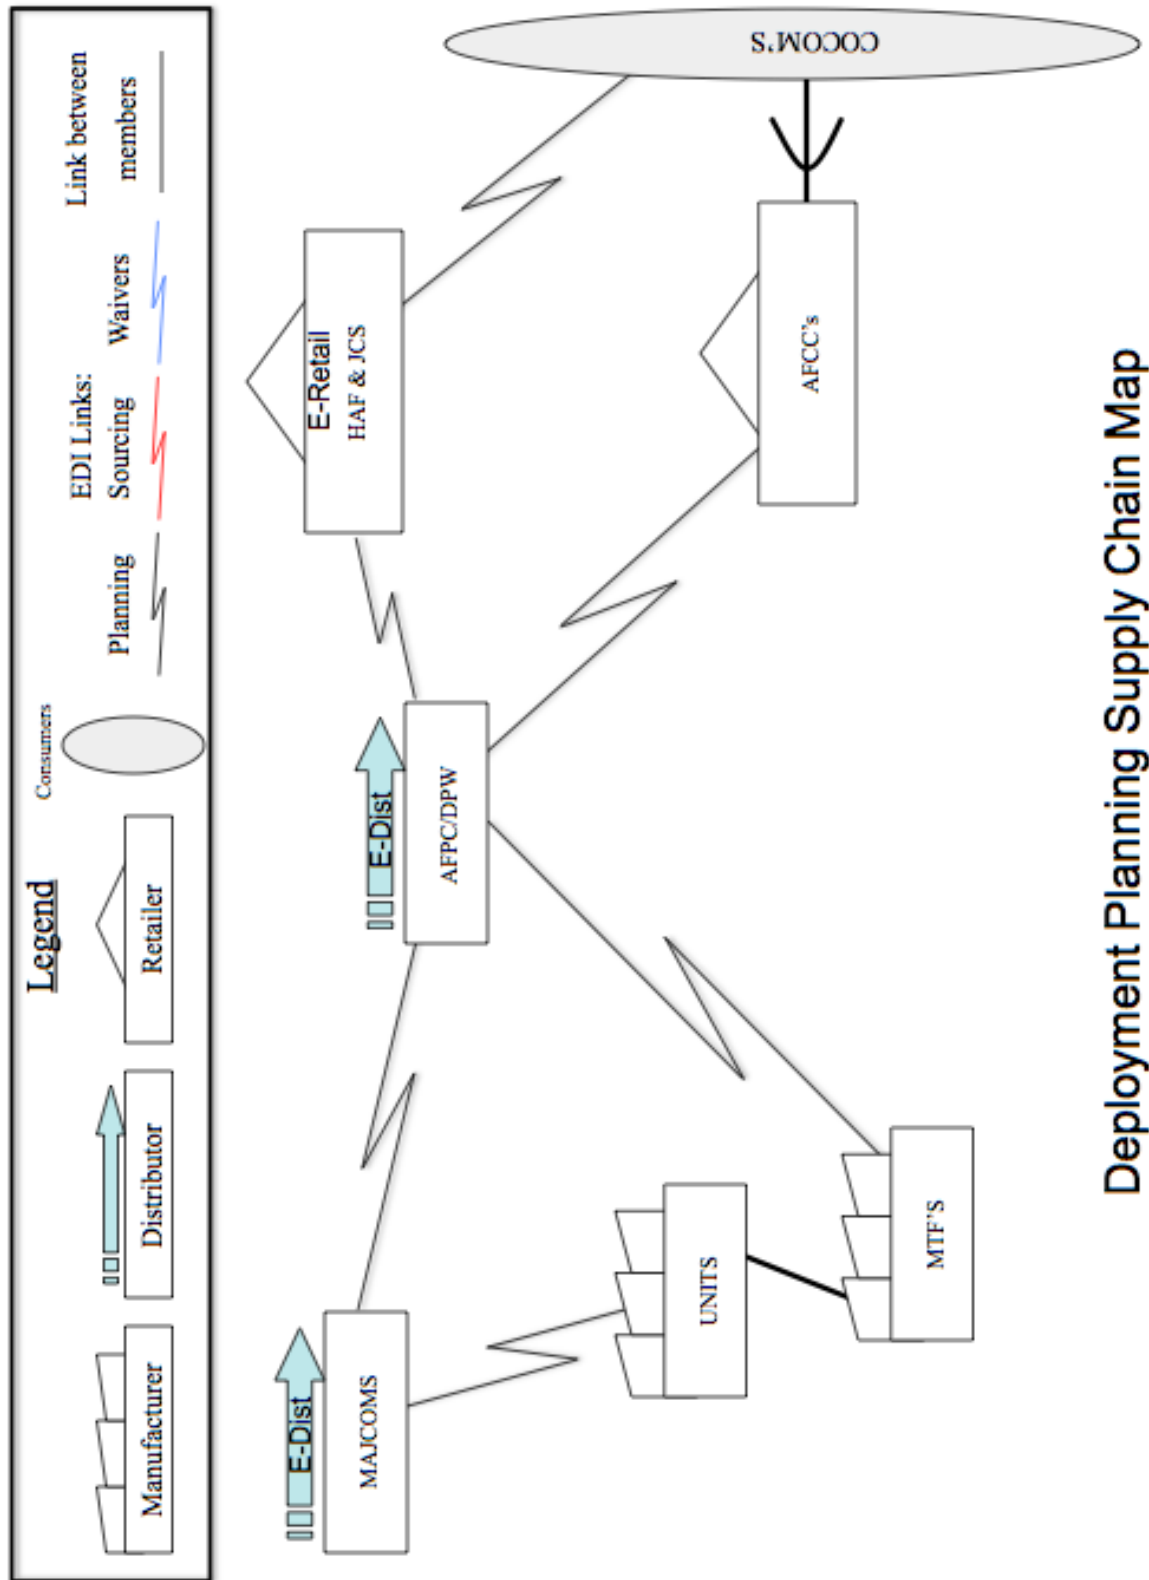 Legend
Manufacturer
Distributor
Retailer
Consumers
EDI Links:
Planning
Sourcing
Waivers
Link between
members
E-Dist
MAJCOMS
E-Dist
AFPC/DPW
E-Retail
HAF & JCS
UNITS
MTF'S
AFCC's
COCOM'S
Deployment Planning Supply Chain Map